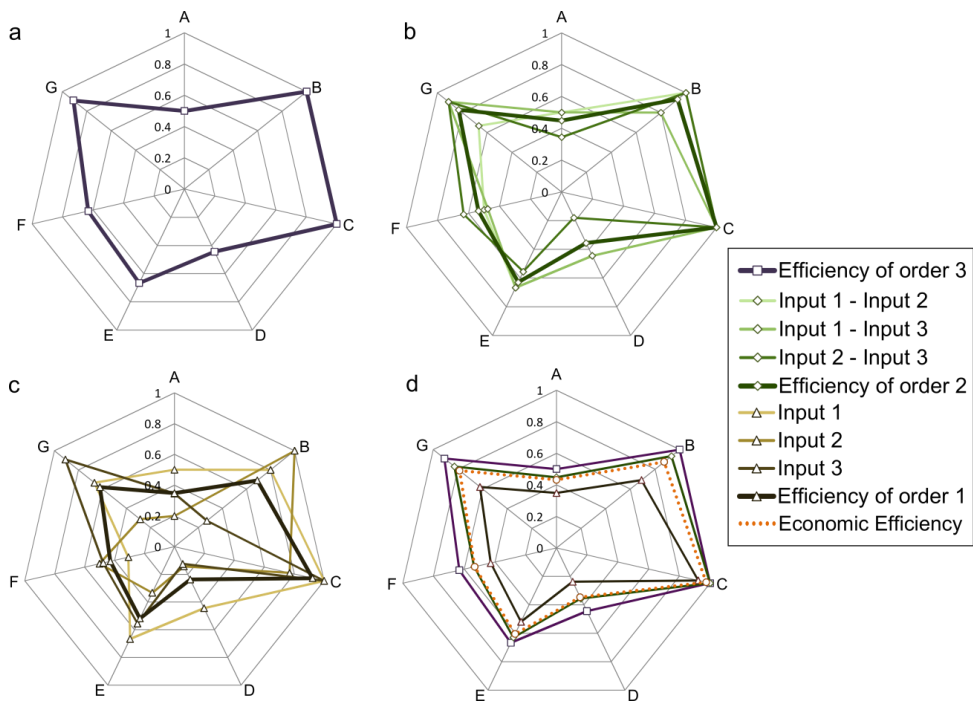 a
A
1
0.8
0.6
0.4
0.2
0
B
C
D
E
F
G
b
A
1
0.8
0.6
0.4
0.2
0
B
C
D
E
F
G
c
A
1
0.8
0.6
0.4
0.2
0
B
C
D
E
F
G
d
A
1
0.8
0.6
0.4
0.2
0
B
C
D
E
F
G
Efficiency of order 3
Input 1 - Input 2
Input 1 - Input 3
Input 2 - Input 3
Efficiency of order 2
Input 1
Input 2
Input 3
Efficiency of order 1
Economic Efficiency